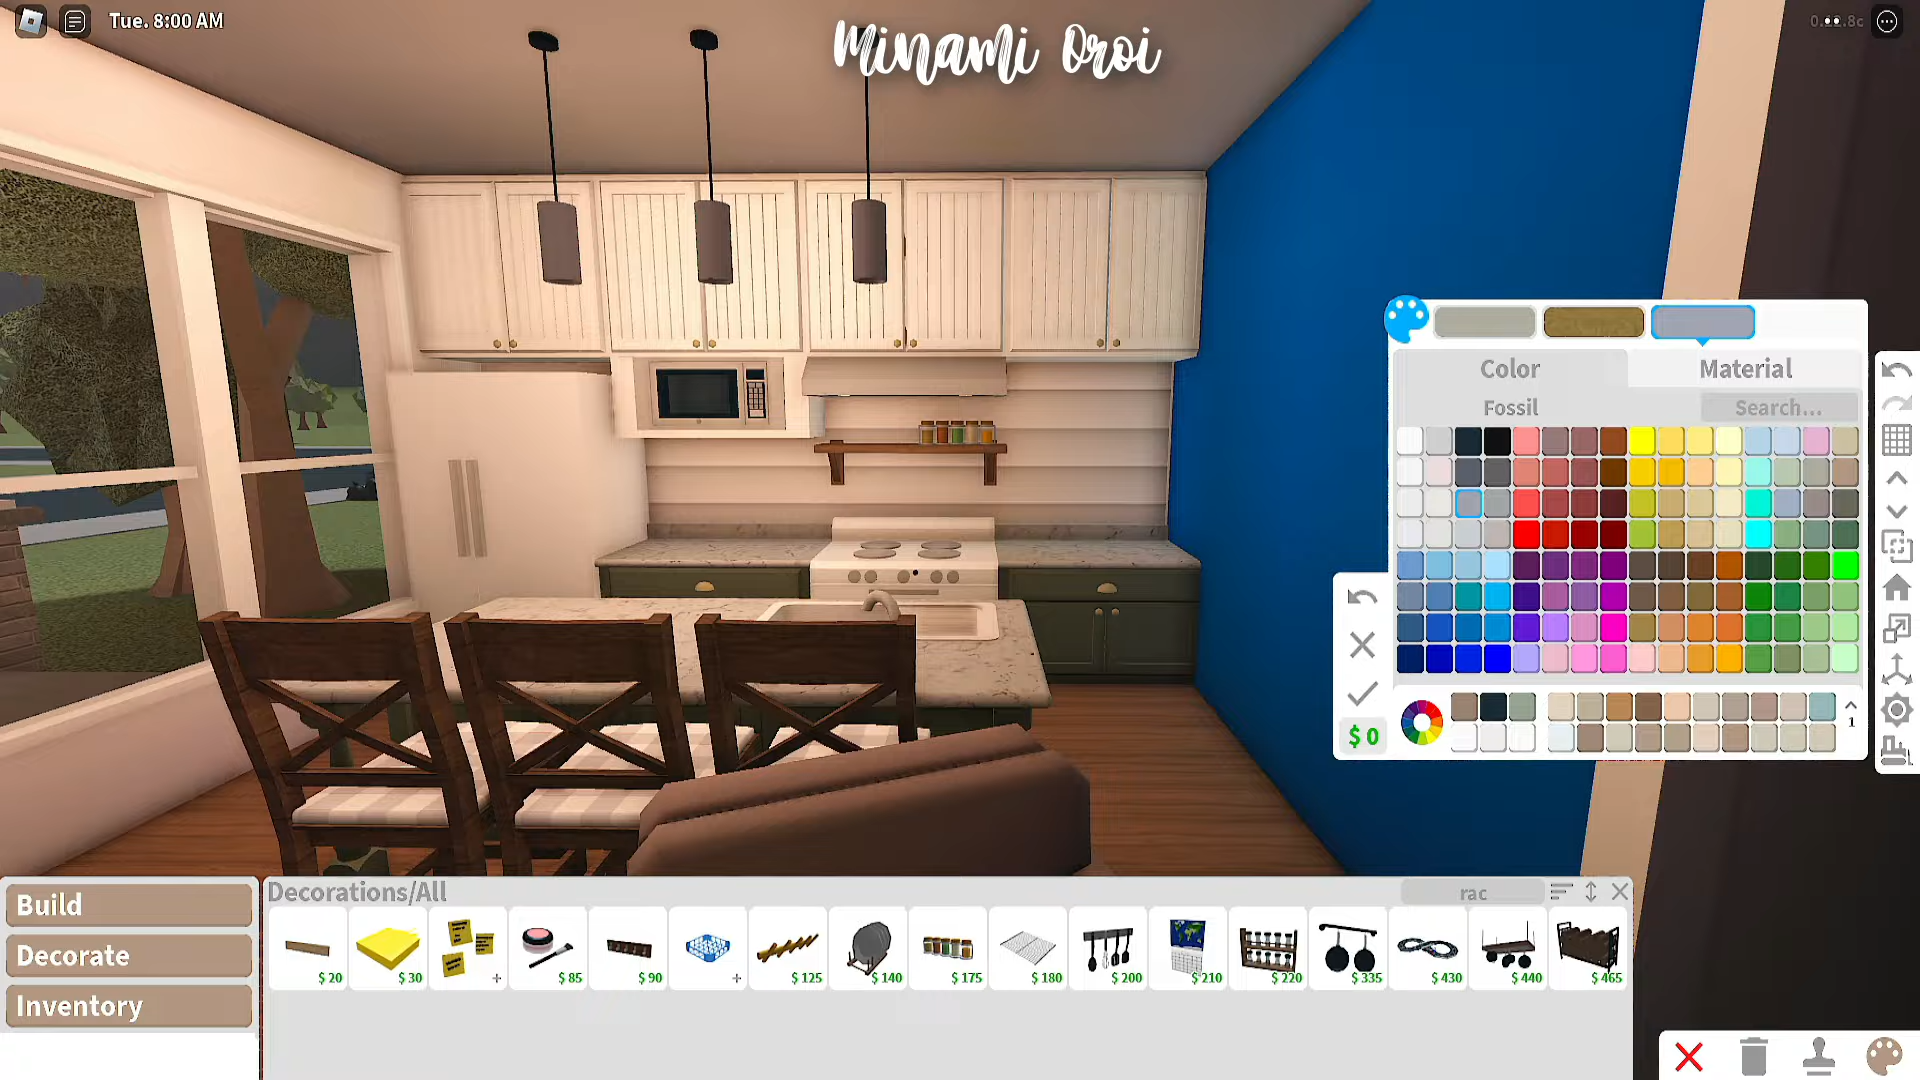 Tue. 8:00 AM
Minami Oroi
Color
Material
Fossil
Search...
$ 0
1
Build
Decorate
Inventory
Decorations/All
rac
$ 20
$ 30
+
$ 85
$ 90
+
$ 125
$ 140
$ 175
$ 180
$ 200
$ 210
$ 220
$ 335
$ 430
$ 440
$ 465